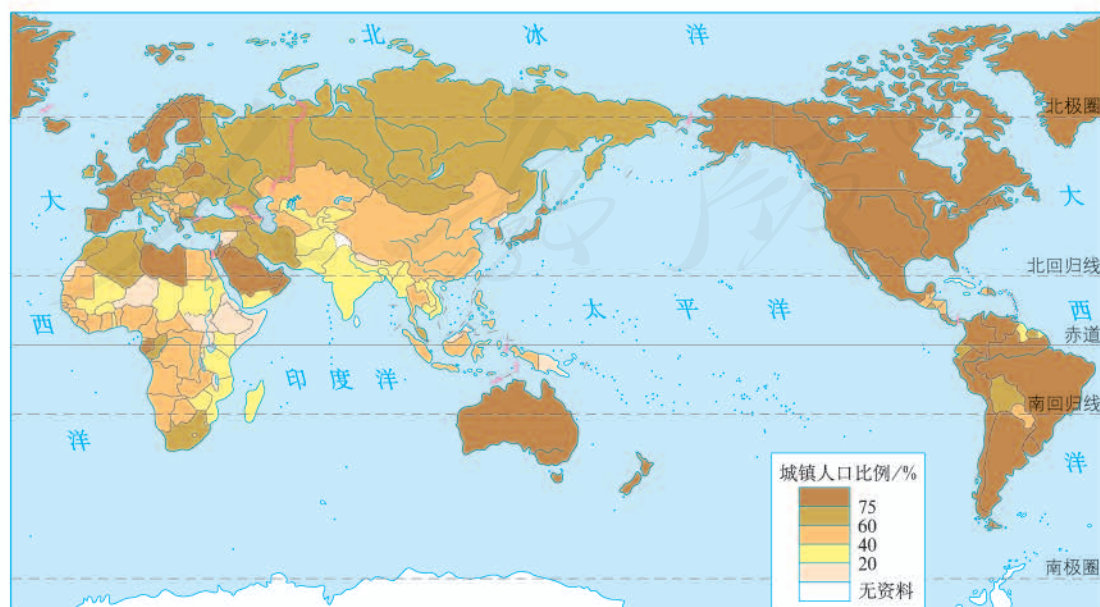 北冰洋
北极圈
大
大
北回归线
西
太平洋
西
赤道
印度洋
南回归线
洋
洋
城镇人口比例/%
75
60
40
20
无资料
南极圈